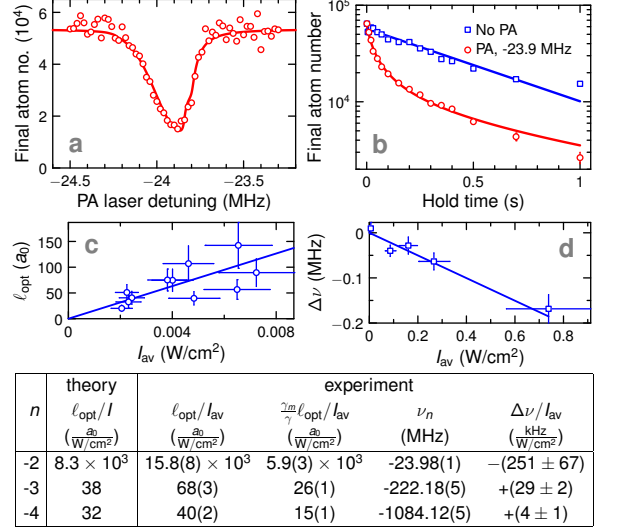 Final atom no. (10⁴)
6
4
2
0
a
−24.5
−24
−23.5
PA laser detuning (MHz)
Final atom number
10⁵
10⁴
No PA
PA, -23.9 MHz
b
0
0.5
1
Hold time (s)
ℓopt (a₀)
150
100
50
0
c
0
0.004
0.008
Iav (W/cm²)
Δν (MHz)
0
−0.1
−0.2
d
0
0.2
0.4
0.6
0.8
Iav (W/cm²)
theory experiment
n ℓopt/I ℓopt/Iav γm/γ ℓopt/Iav νn Δν/Iav
(a₀/W/cm²) (a₀/W/cm²) (a₀/W/cm²) (MHz) (kHz/W/cm²)
-2 8.3 × 10³ 15.8(8) × 10³ 5.9(3) × 10³ -23.98(1) −(251 ± 67)
-3 38 68(3) 26(1) -222.18(5) +(29 ± 2)
-4 32 40(2) 15(1) -1084.12(5) +(4 ± 1)